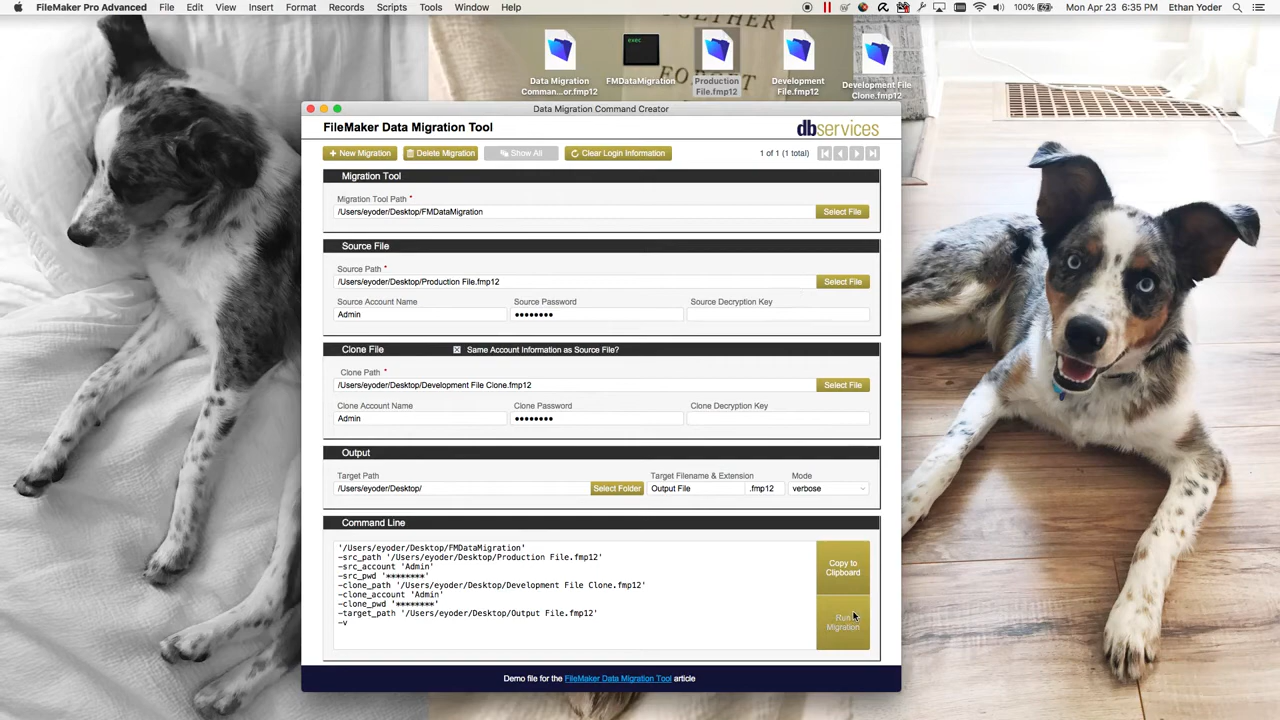 FileMaker Pro Advanced File Edit View Insert Format Records Scripts Tools Window Help 100% Mon Apr 23 6:35 PM Ethan Yoder
exec
Data Migration
Comman...or.fmp12
FMDataMigration
Production
File.fmp12
Development
File.fmp12
Development File
Clone.fmp12
Data Migration Command Creator
FileMaker Data Migration Tool
dbservices
+ New Migration Delete Migration Show All Clear Login Information 1 of 1 (1 total)
Migration Tool
Migration Tool Path *
/Users/eyoder/Desktop/FMDataMigration Select File
Source File
Source Path *
/Users/eyoder/Desktop/Production File.fmp12 Select File
Source Account Name Source Password Source Decryption Key
Admin ••••••••
Clone File Same Account Information as Source File?
Clone Path *
/Users/eyoder/Desktop/Development File Clone.fmp12 Select File
Clone Account Name Clone Password Clone Decryption Key
Admin ••••••••
Output
Target Path Target Filename & Extension Mode
/Users/eyoder/Desktop/ Select Folder Output File .fmp12 verbose
Command Line
'/Users/eyoder/Desktop/FMDataMigration'
-src_path '/Users/eyoder/Desktop/Production File.fmp12'
-src_account 'Admin'
-src_pwd '********'
-clone_path '/Users/eyoder/Desktop/Development File Clone.fmp12'
-clone_account 'Admin'
-clone_pwd '********'
-target_path '/Users/eyoder/Desktop/Output File.fmp12'
-v
Copy to
Clipboard
Run
Migration
Demo file for the FileMaker Data Migration Tool article